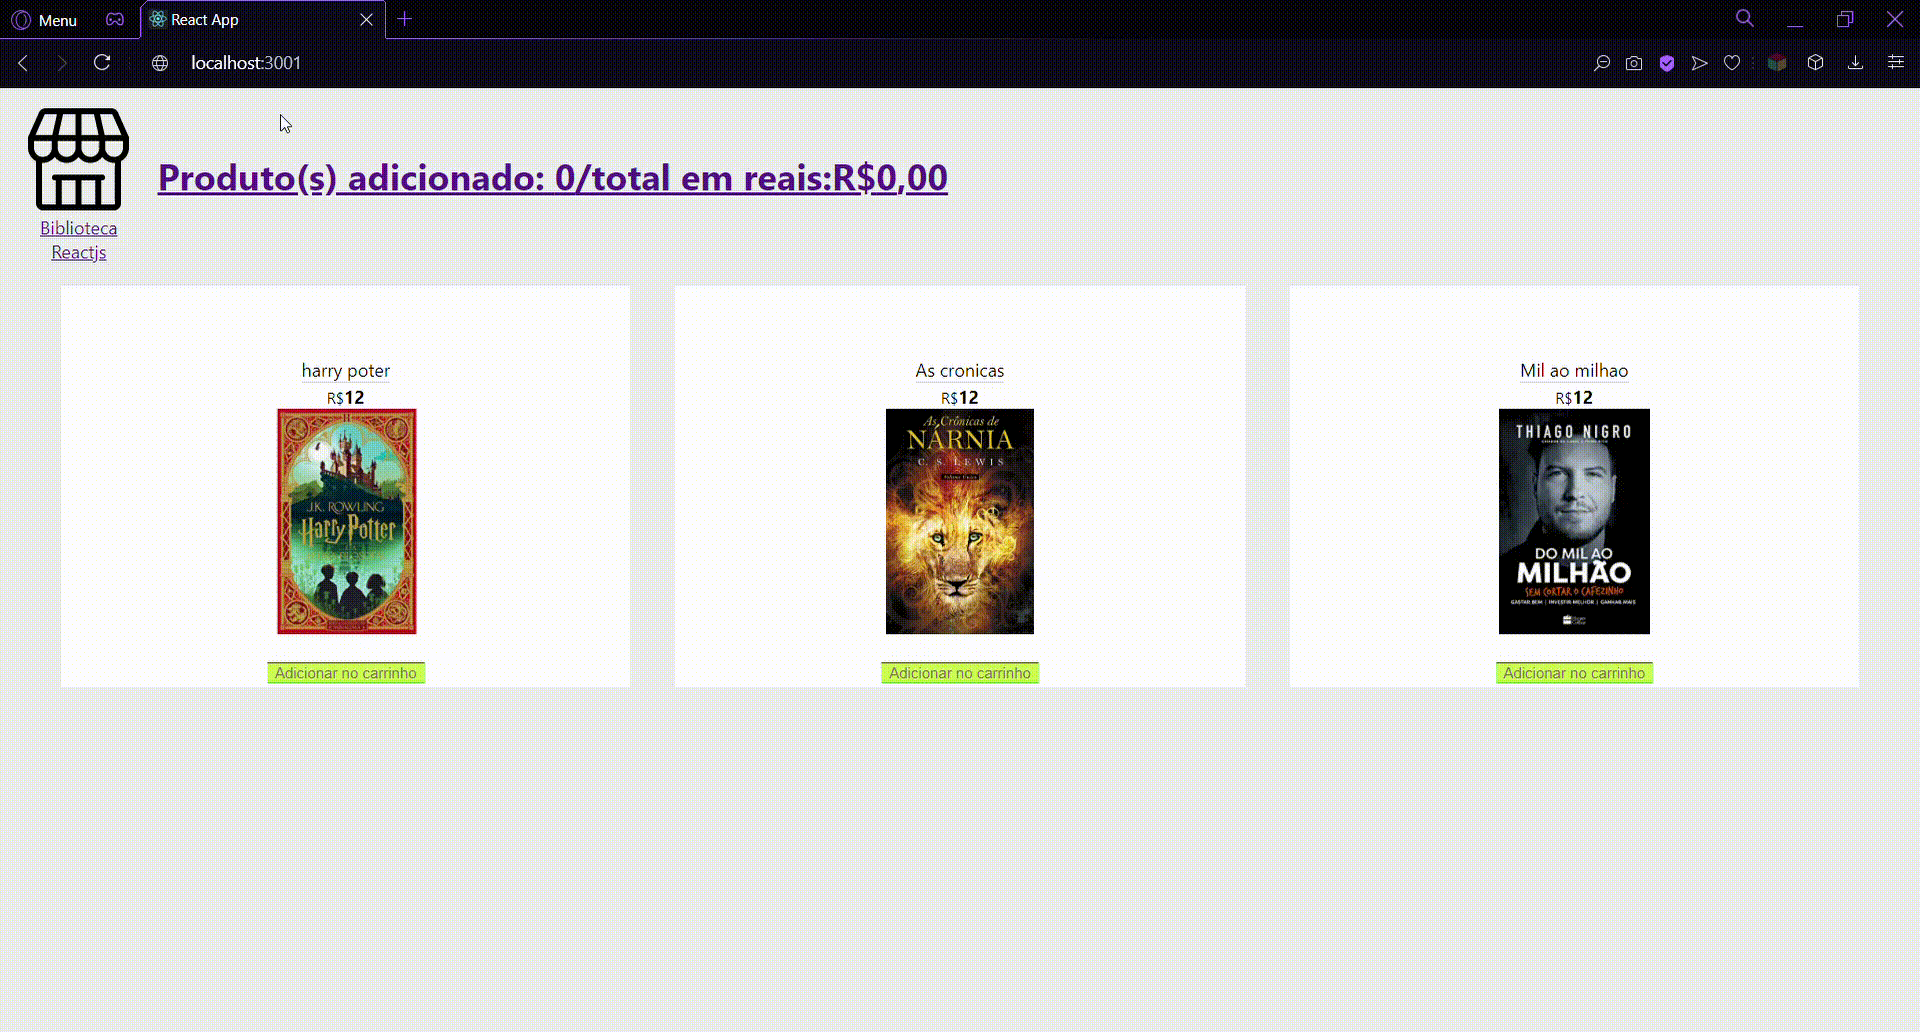 Menu
React App
localhost:3001
Produto(s) adicionado: 0/total em reais:R$0,00
Biblioteca
Reactjs
harry poter
R$12
J.K. ROWLING
Harry Potter
Adicionar no carrinho
As cronicas
R$12
As Crônicas de
NÁRNIA
C. S. LEWIS
Volume Único
Adicionar no carrinho
Mil ao milhao
R$12
THIAGO NIGRO
DO MIL AO
MILHÃO
SEM CORTAR O CAFEZINHO
GASTAR BEM | INVESTIR MELHOR | GANHAR MAIS
Adicionar no carrinho